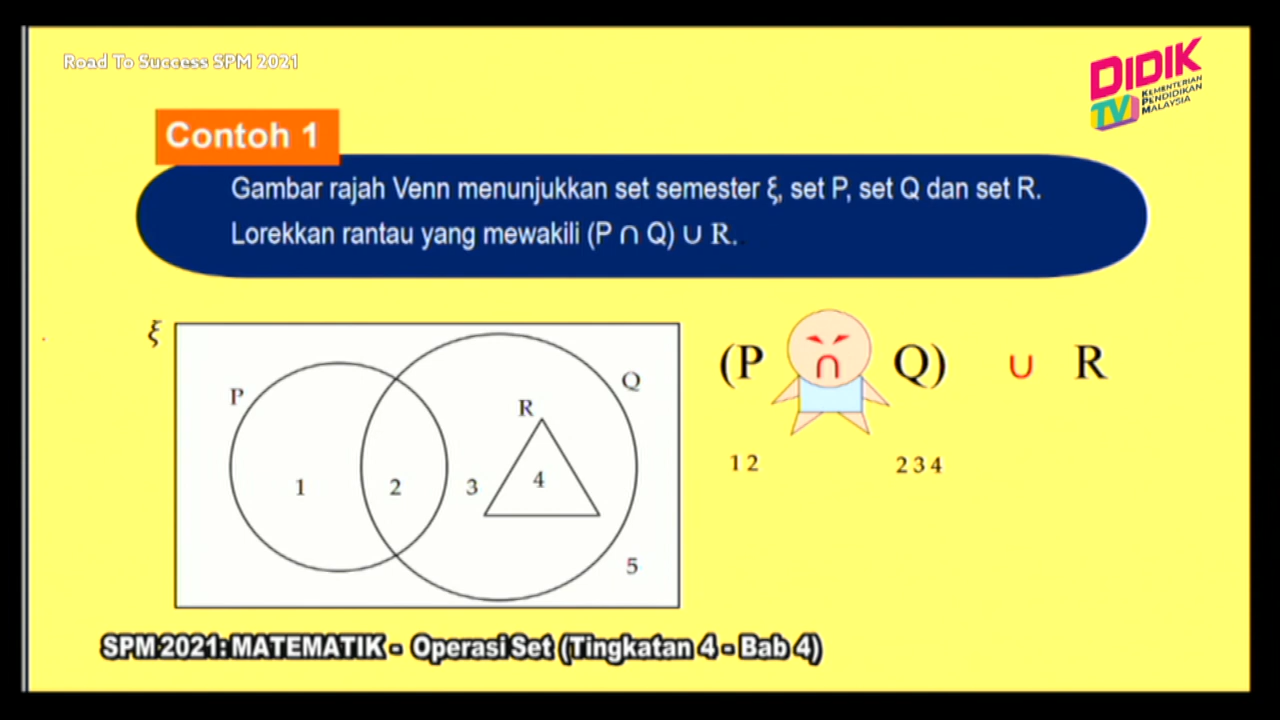 Road To Success SPM 2021
DIDIK
TV
KEMENTERIAN
PENDIDIKAN
MALAYSIA
Contoh 1
Gambar rajah Venn menunjukkan set semester ξ, set P, set Q dan set R.
Lorekkan rantau yang mewakili (P ∩ Q) ∪ R.
ξ
P
Q
R
1
2
3
4
5
(P ∩ Q) ∪ R
1 2
2 3 4
SPM 2021: MATEMATIK - Operasi Set (Tingkatan 4 - Bab 4)